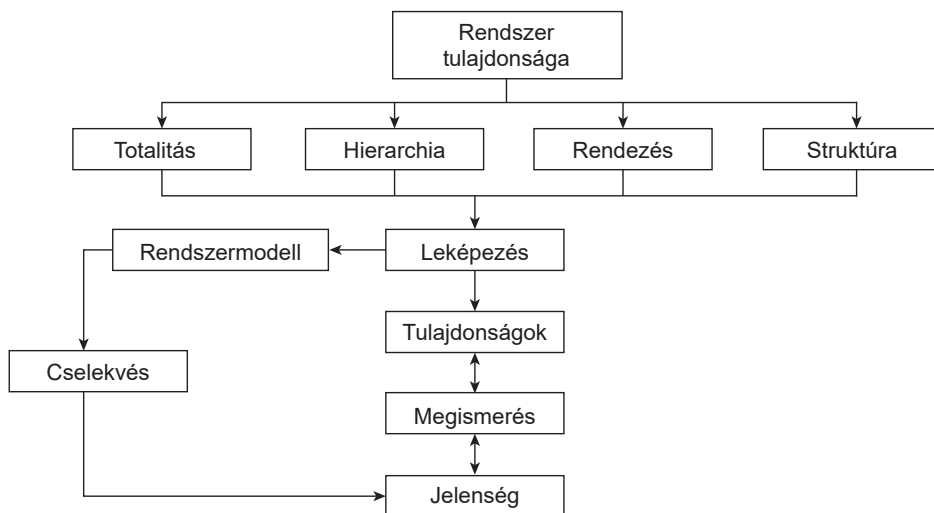 Rendszer
tulajdonsága
Totalitás
Hierarchia
Rendezés
Struktúra
Rendszermodell
Leképezés
Tulajdonságok
Cselekvés
Megismerés
Jelenség